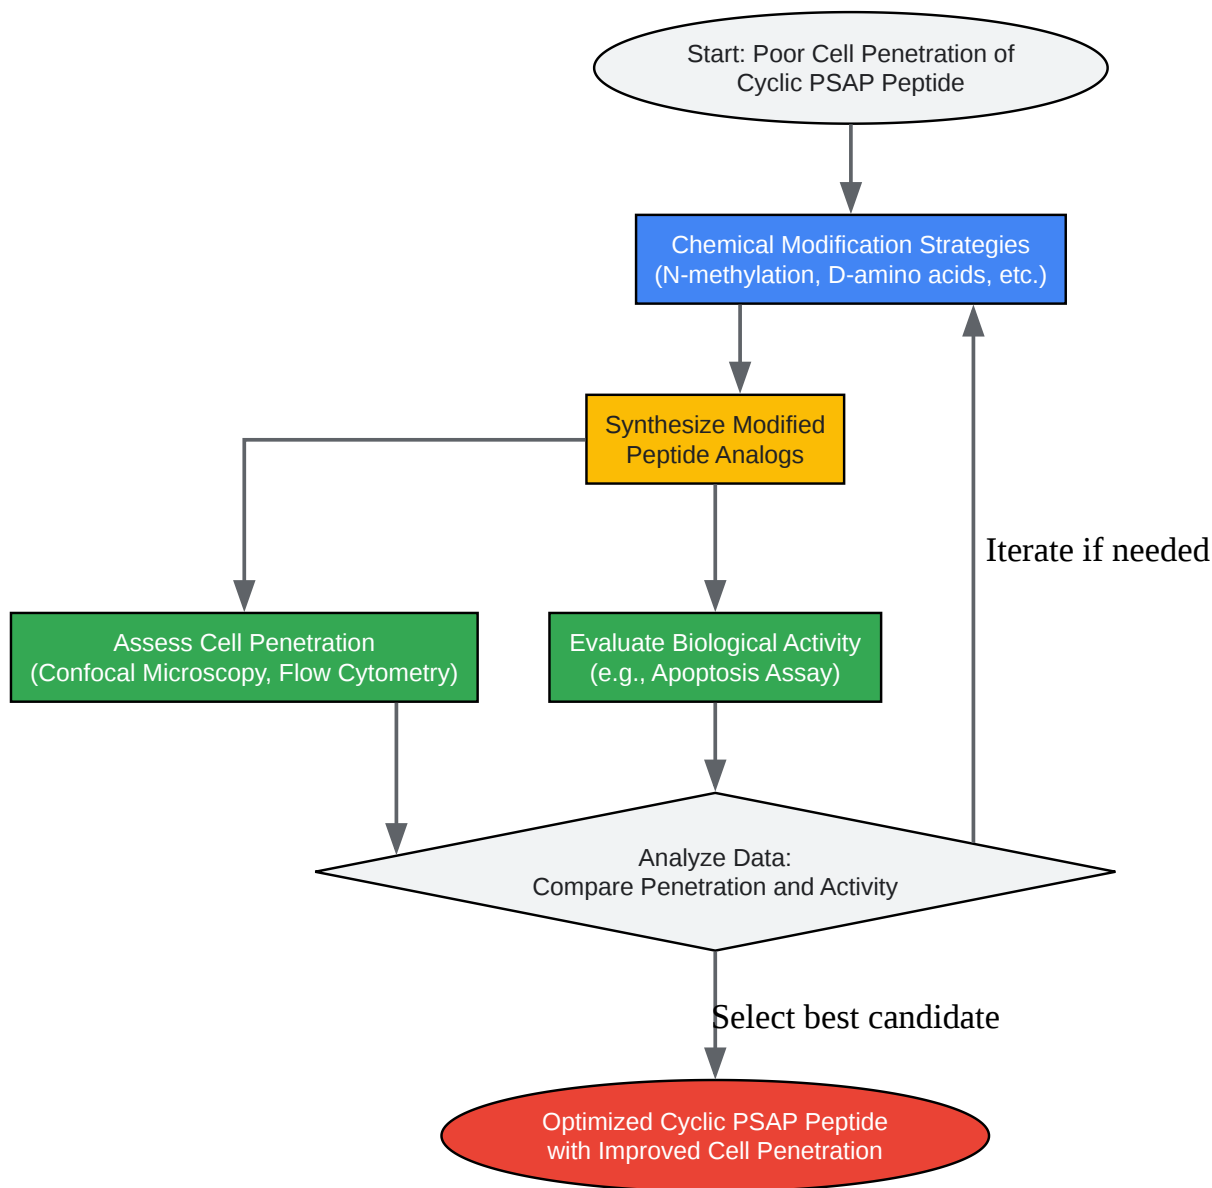 Start: Poor Cell Penetration of
Cyclic PSAP Peptide
Chemical Modification Strategies
(N-methylation, D-amino acids, etc.)
Synthesize Modified
Peptide Analogs
Iterate if needed
Assess Cell Penetration
(Confocal Microscopy, Flow Cytometry)
Evaluate Biological Activity
(e.g., Apoptosis Assay)
Analyze Data:
Compare Penetration and Activity
Select best candidate
Optimized Cyclic PSAP Peptide
with Improved Cell Penetration